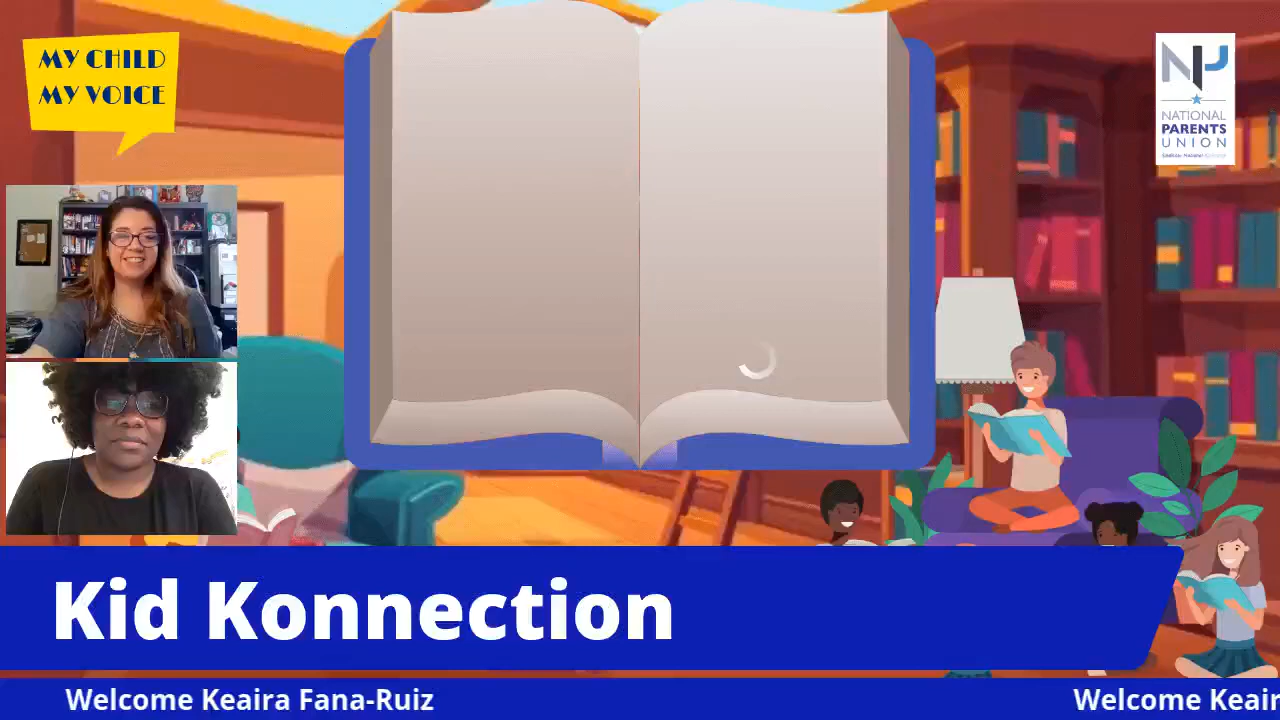 MY CHILD
MY VOICE
NATIONAL
PARENTS
UNION
Kid Konnection
Welcome Keaira Fana-Ruiz
Welcome Keair